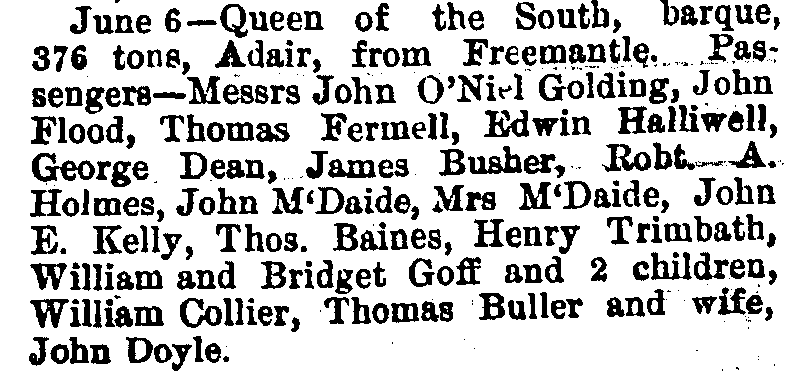 June 6—Queen of the South, barque,
376 tons, Adair, from Freemantle. Pas-
sengers—Messrs John O'Niel Golding, John
Flood, Thomas Fermell, Edwin Halliwell,
George Dean, James Busher, Robt. A.
Holmes, John M‘Daide, Mrs M‘Daide, John
E. Kelly, Thos. Baines, Henry Trimbath,
William and Bridget Goff and 2 children,
William Collier, Thomas Buller and wife,
John Doyle.